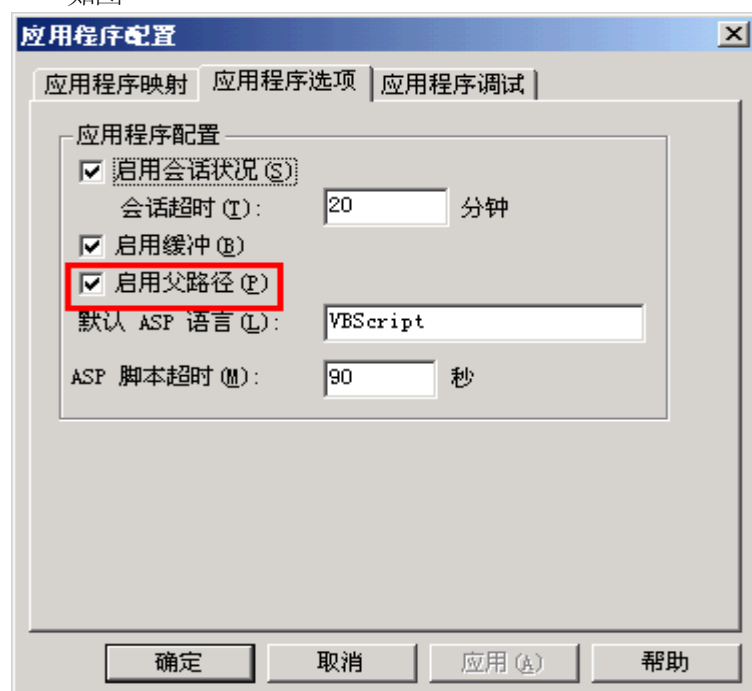 如图
应用程序配置
应用程序映射 应用程序选项 应用程序调试
应用程序配置
启用会话状况(S)
会话超时(T): 20 分钟
启用缓冲(B)
启用父路径(P)
默认 ASP 语言(L): VBScript
ASP 脚本超时(M): 90 秒
确定 取消 应用(A) 帮助